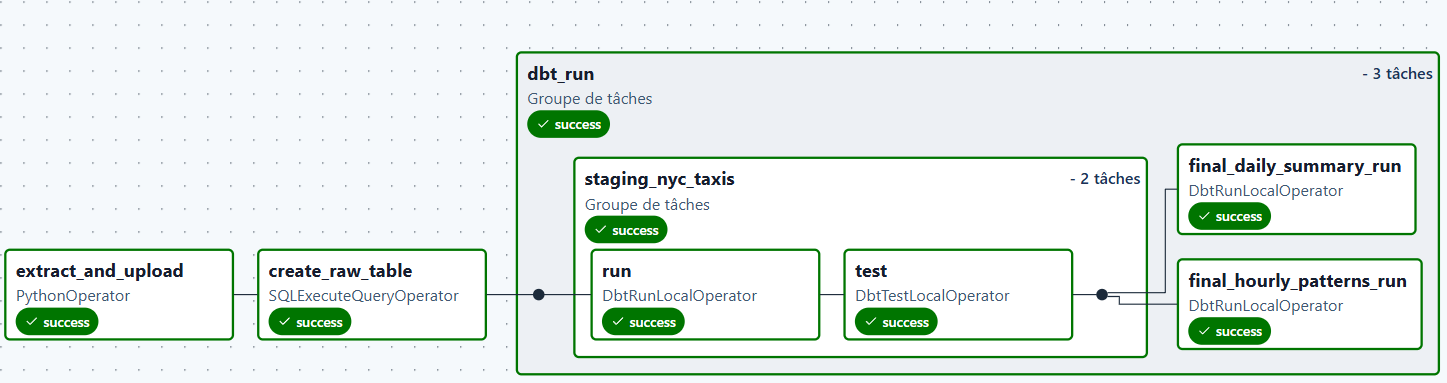 dbt_run
- 3 tâches
Groupe de tâches
success
staging_nyc_taxis
- 2 tâches
Groupe de tâches
success
extract_and_upload
PythonOperator
success
create_raw_table
SQLExecuteQueryOperator
success
run
DbtRunLocalOperator
success
test
DbtTestLocalOperator
success
final_daily_summary_run
DbtRunLocalOperator
success
final_hourly_patterns_run
DbtRunLocalOperator
success